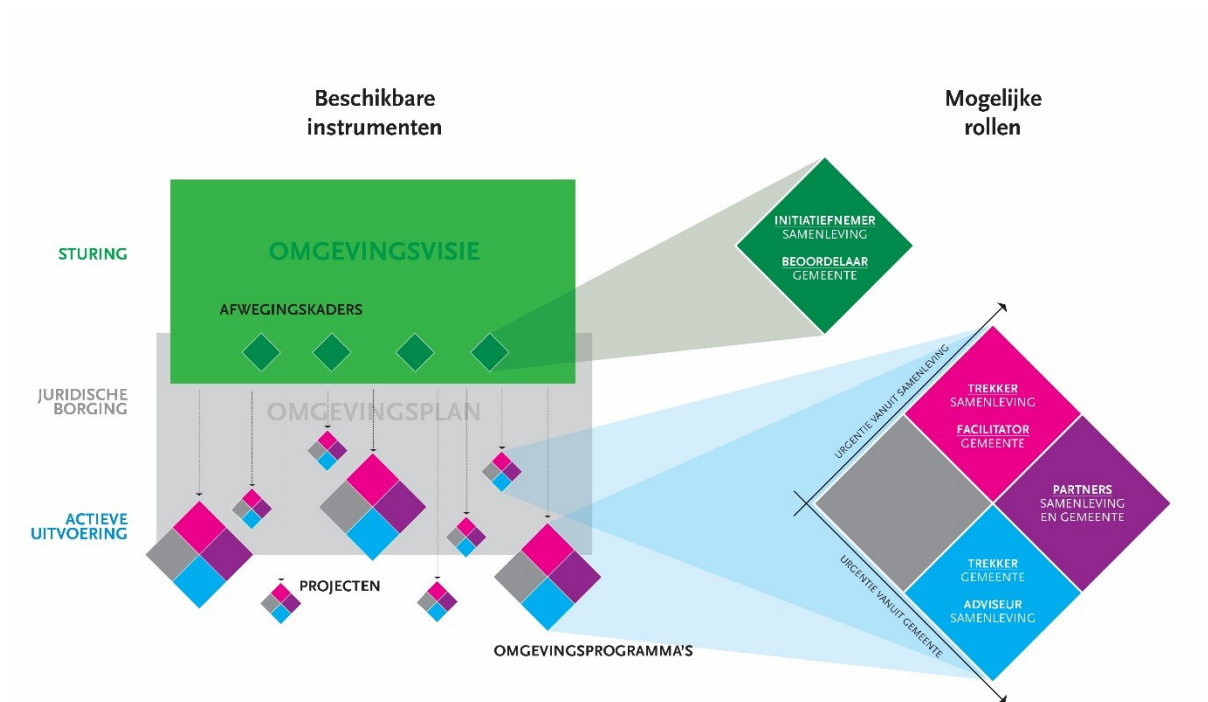 Beschikbare
instrumenten
Mogelijke
rollen
STURING
OMGEVINGSVISIE
AFWEGINGSKADERS
JURIDISCHE
BORGING
OMGEVINGSPLAN
ACTIEVE
UITVOERING
PROJECTEN
OMGEVINGSPROGRAMMA'S
INITIATIEFNEMER
SAMENLEVING
BEOORDELAAR
GEMEENTE
URGENTIE VANUIT SAMENLEVING
TREKKER
SAMENLEVING
FACILITATOR
GEMEENTE
PARTNERS
SAMENLEVING
EN GEMEENTE
TREKKER
GEMEENTE
ADVISEUR
SAMENLEVING
URGENTIE VANUIT GEMEENTE